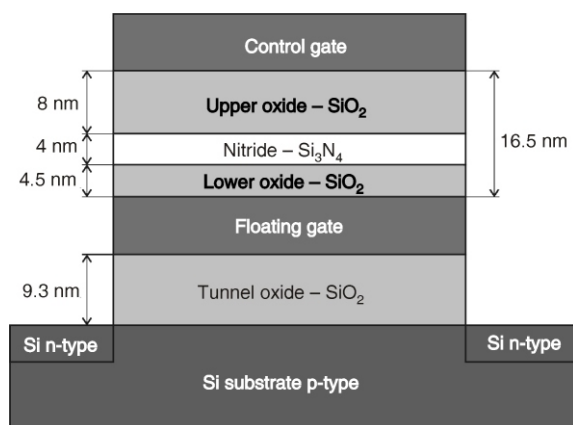 Control gate
8 nm
Upper oxide – SiO₂
4 nm
Nitride – Si₃N₄
16.5 nm
4.5 nm
Lower oxide – SiO₂
Floating gate
9.3 nm
Tunnel oxide – SiO₂
Si n-type
Si n-type
Si substrate p-type